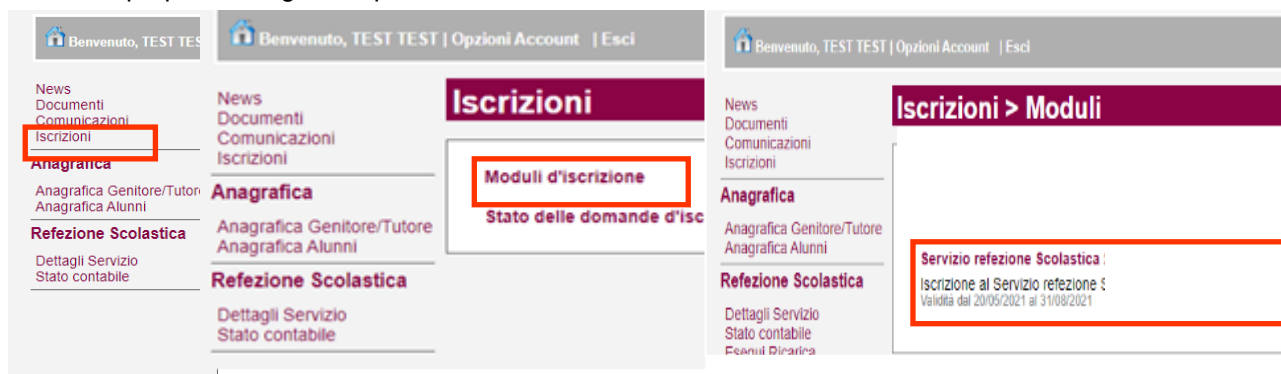 Benvenuto, TEST TES
News
Documenti
Comunicazioni
Iscrizioni
Anagrafica
Anagrafica Genitore/Tutor
Anagrafica Alunni
Refezione Scolastica
Dettagli Servizio
Stato contabile
Benvenuto, TEST TEST | Opzioni Account | Esci
News
Documenti
Comunicazioni
Iscrizioni
Anagrafica
Anagrafica Genitore/Tutore
Anagrafica Alunni
Refezione Scolastica
Dettagli Servizio
Stato contabile
Iscrizioni
Moduli d'iscrizione
Stato delle domande d'isc
Benvenuto, TEST TEST | Opzioni Account | Esci
News
Documenti
Comunicazioni
Iscrizioni
Anagrafica
Anagrafica Genitore/Tutore
Anagrafica Alunni
Refezione Scolastica
Dettagli Servizio
Stato contabile
Esegui Ricarica
Iscrizioni > Moduli
Servizio refezione Scolastica
Iscrizione al Servizio refezione S
Validità dal 20/05/2021 al 31/08/2021